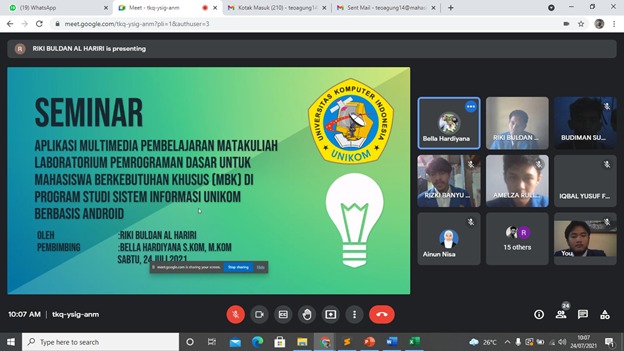 (19) WhatsApp
Meet - tkq-ysig-anm
Kotak Masuk (210) - teoagung14
Sent Mail - teoagung14@mahas
meet.google.com/tkq-ysig-anm?pli=1&authuser=3
R RIKI BULDAN AL HARIRI is presenting
SEMINAR
APLIKASI MULTIMEDIA PEMBELAJARAN MATAKULIAH
LABORATORIUM PEMROGRAMAN DASAR UNTUK
MAHASISWA BERKEBUTUHAN KHUSUS (MBK) DI
PROGRAM STUDI SISTEM INFORMASI UNIKOM
BERBASIS ANDROID
OLEH :RIKI BULDAN AL HARIRI
PEMBIMBING :BELLA HARDIYANA S.KOM, M.KOM
SABTU, 24 JULI 2021
UNIVERSITAS KOMPUTER INDONESIA
UNIKOM
meet.google.com is sharing your screen.
Stop sharing
Hide
Bella Hardiyana
RIKI BULDAN ...
BUDIMAN SU...
RIZKI BANYU ...
AMELZA RULL...
IQBAL YUSUF F...
Ainun Nisa
R
15 others
You
10:07 AM | tkq-ysig-anm
24
Type here to search
26°C
10:07
24/07/2021